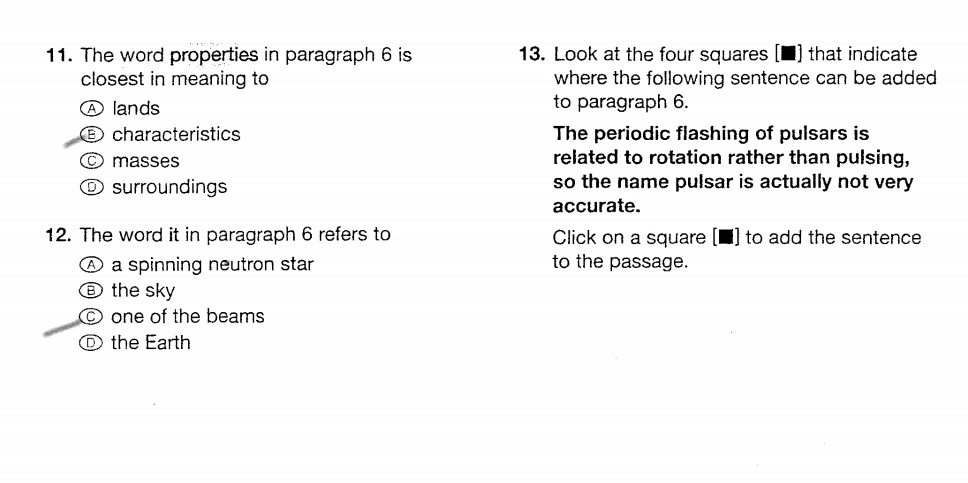 11. The word properties in paragraph 6 is
closest in meaning to
Ⓐ lands
Ⓑ characteristics
Ⓒ masses
Ⓓ surroundings
12. The word it in paragraph 6 refers to
Ⓐ a spinning neutron star
Ⓑ the sky
Ⓒ one of the beams
Ⓓ the Earth
13. Look at the four squares [■] that indicate
where the following sentence can be added
to paragraph 6.
The periodic flashing of pulsars is
related to rotation rather than pulsing,
so the name pulsar is actually not very
accurate.
Click on a square [■] to add the sentence
to the passage.